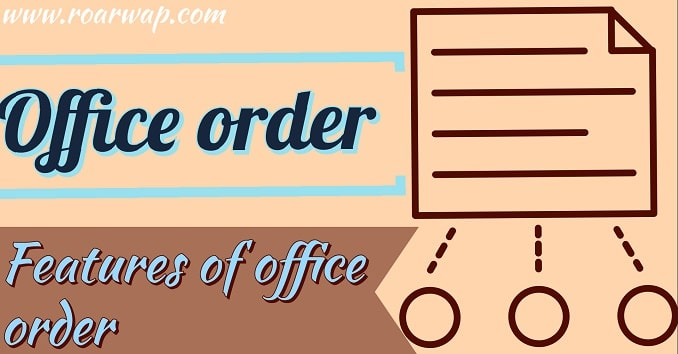 www.roarwap.com
Office order
Features of office
order